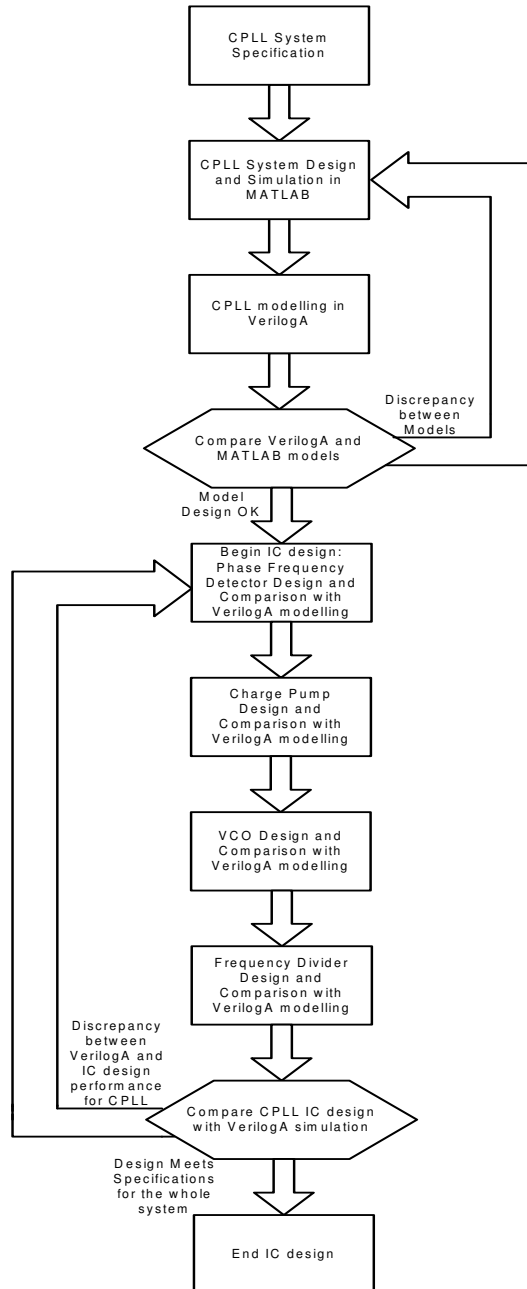 CPLL System
Specification
CPLL System Design
and Simulation in
MATLAB
CPLL modelling in
VerilogA
Discrepancy
between
Models
Compare VerilogA and
MATLAB models
Model
Design OK
Begin IC design:
Phase Frequency
Detector Design and
Comparison with
VerilogA modelling
Charge Pump
Design and
Comparison with
VerilogA modelling
VCO Design and
Comparison with
VerilogA modelling
Frequency Divider
Design and
Comparison with
VerilogA modelling
Discrepancy
between
VerilogA and
IC design
performance
for CPLL
Compare CPLL IC design
with VerilogA simulation
Design Meets
Specifications
for the whole
system
End IC design